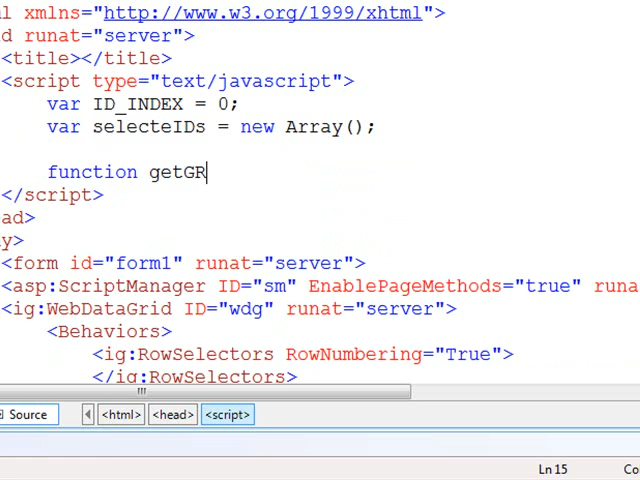 l xmlns="http://www.w3.org/1999/xhtml">
d runat="server">
<title></title>
<script type="text/javascript">
var ID_INDEX = 0;
var selecteIDs = new Array();
function getGR
</script>
ad>
y>
<form id="form1" runat="server">
<asp:ScriptManager ID="sm" EnablePageMethods="true" runa
<ig:WebDataGrid ID="wdg" runat="server">
<Behaviors>
<ig:RowSelectors RowNumbering="True">
</ig:RowSelectors>
Source <html> <head> <script>
Ln 15 Co